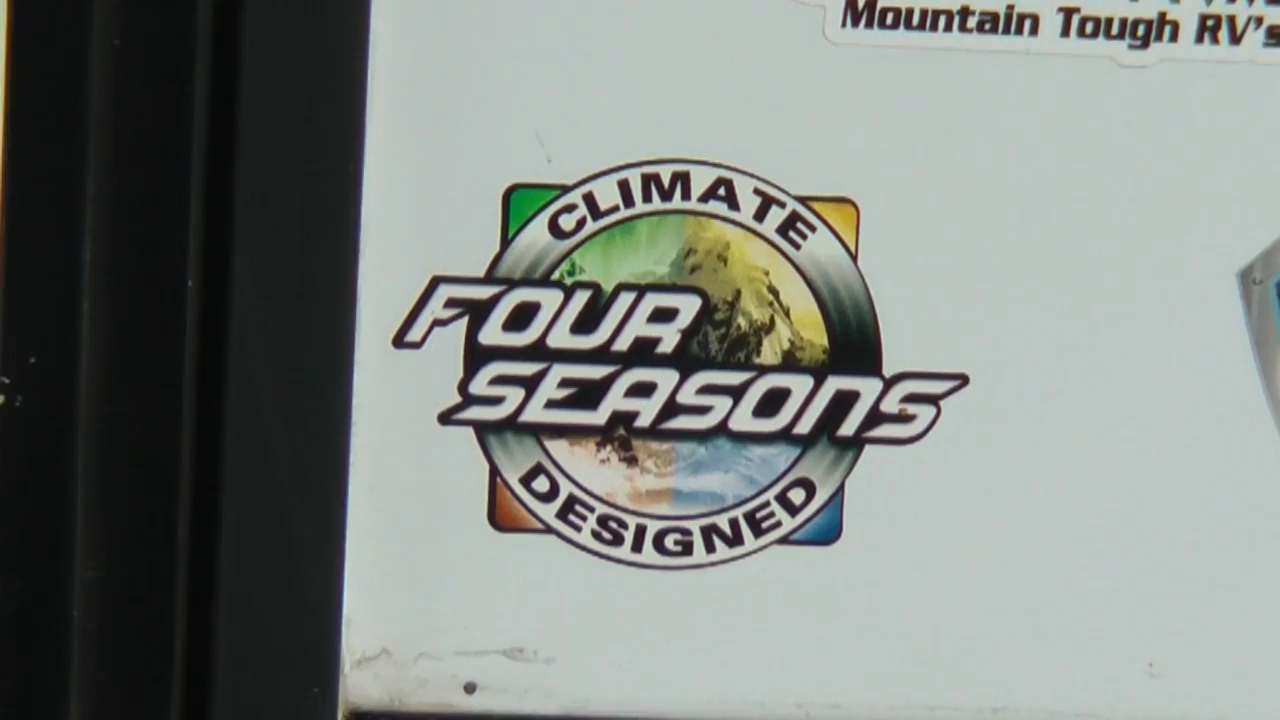 Mountain Tough RV's
CLIMATE
FOUR
SEASONS
DESIGNED